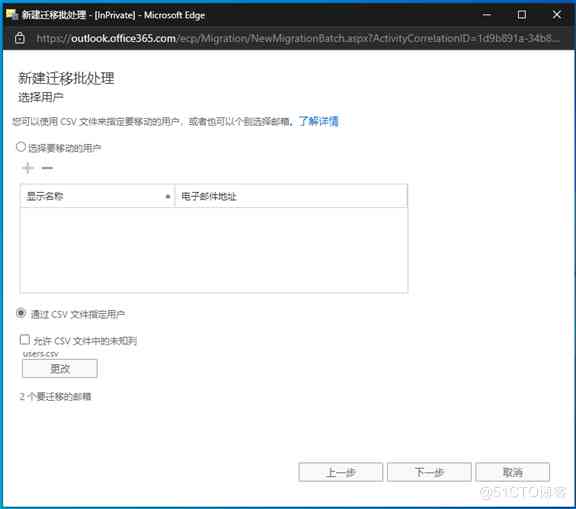 新建迁移批处理 - [InPrivate] - Microsoft Edge
https://outlook.office365.com/ecp/Migration/NewMigrationBatch.aspx?ActivityCorrelationID=1d9b891a-34b8...
新建迁移批处理
选择用户
您可以使用 CSV 文件来指定要移动的用户，或者也可以个别选择邮箱。了解详情
选择要移动的用户
显示名称 电子邮件地址
通过 CSV 文件指定用户
允许 CSV 文件中的未知列
users.csv
更改
2 个要迁移的邮箱
上一步 下一步 取消
@51CTO博客